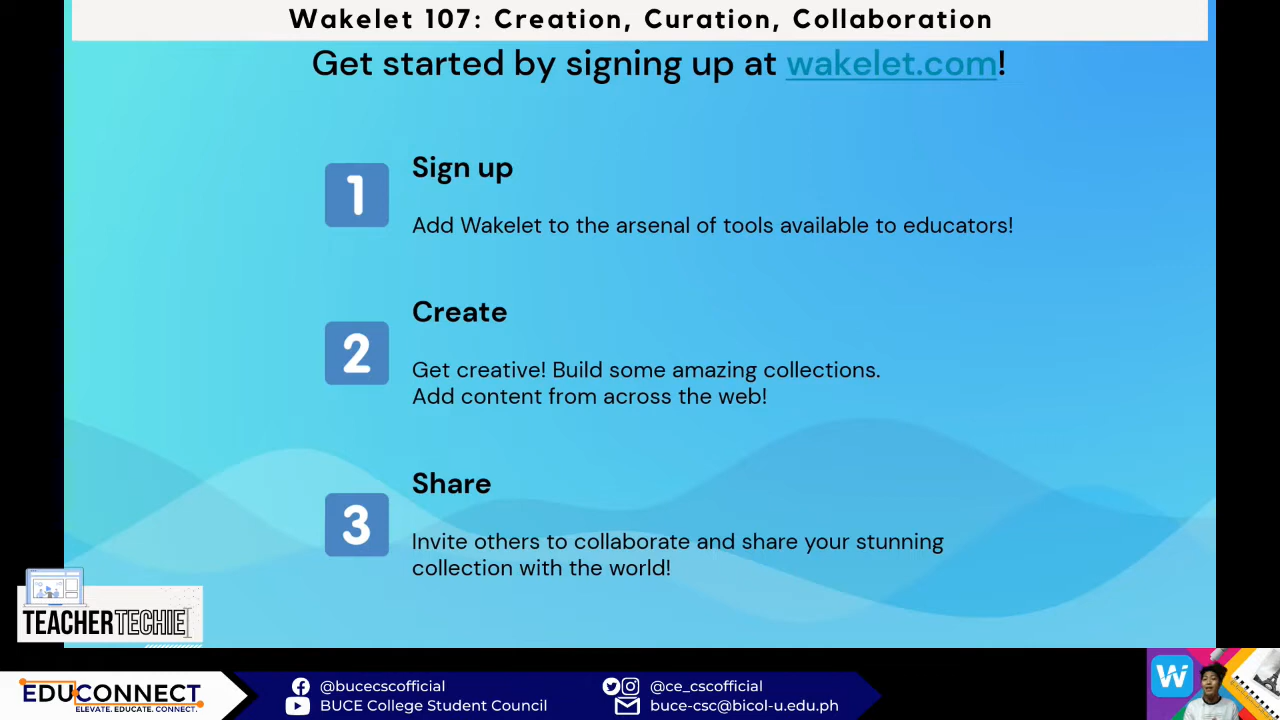 Wakelet 107: Creation, Curation, Collaboration
Get started by signing up at wakelet.com!
1
Sign up
Add Wakelet to the arsenal of tools available to educators!
2
Create
Get creative! Build some amazing collections.
Add content from across the web!
3
Share
Invite others to collaborate and share your stunning
collection with the world!
TEACHERTECHIE
EDUCONNECT
ELEVATE. EDUCATE. CONNECT.
@bucecscofficial
BUCE College Student Council
@ce_cscofficial
buce-csc@bicol-u.edu.ph
W